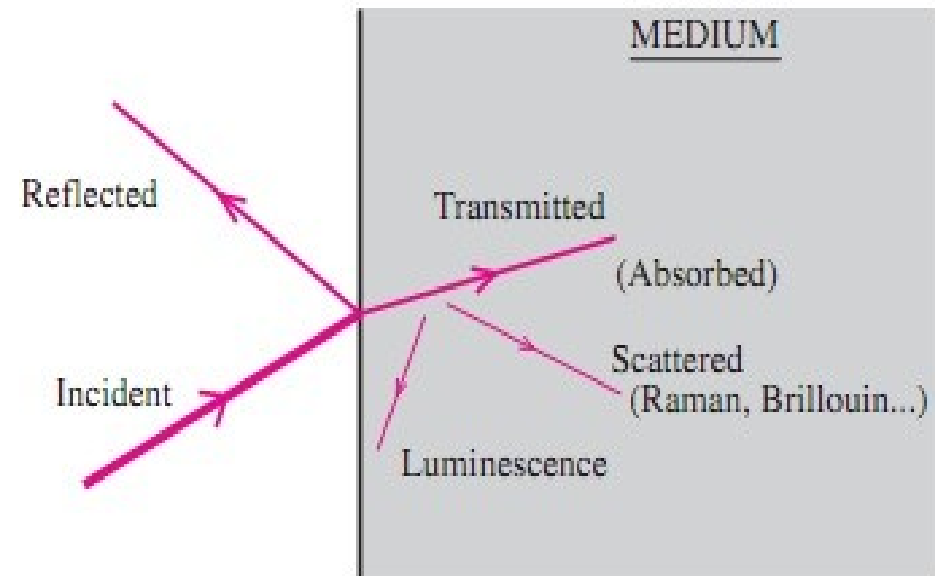 MEDIUM
Reflected
Transmitted
(Absorbed)
Scattered
(Raman, Brillouin...)
Incident
Luminescence